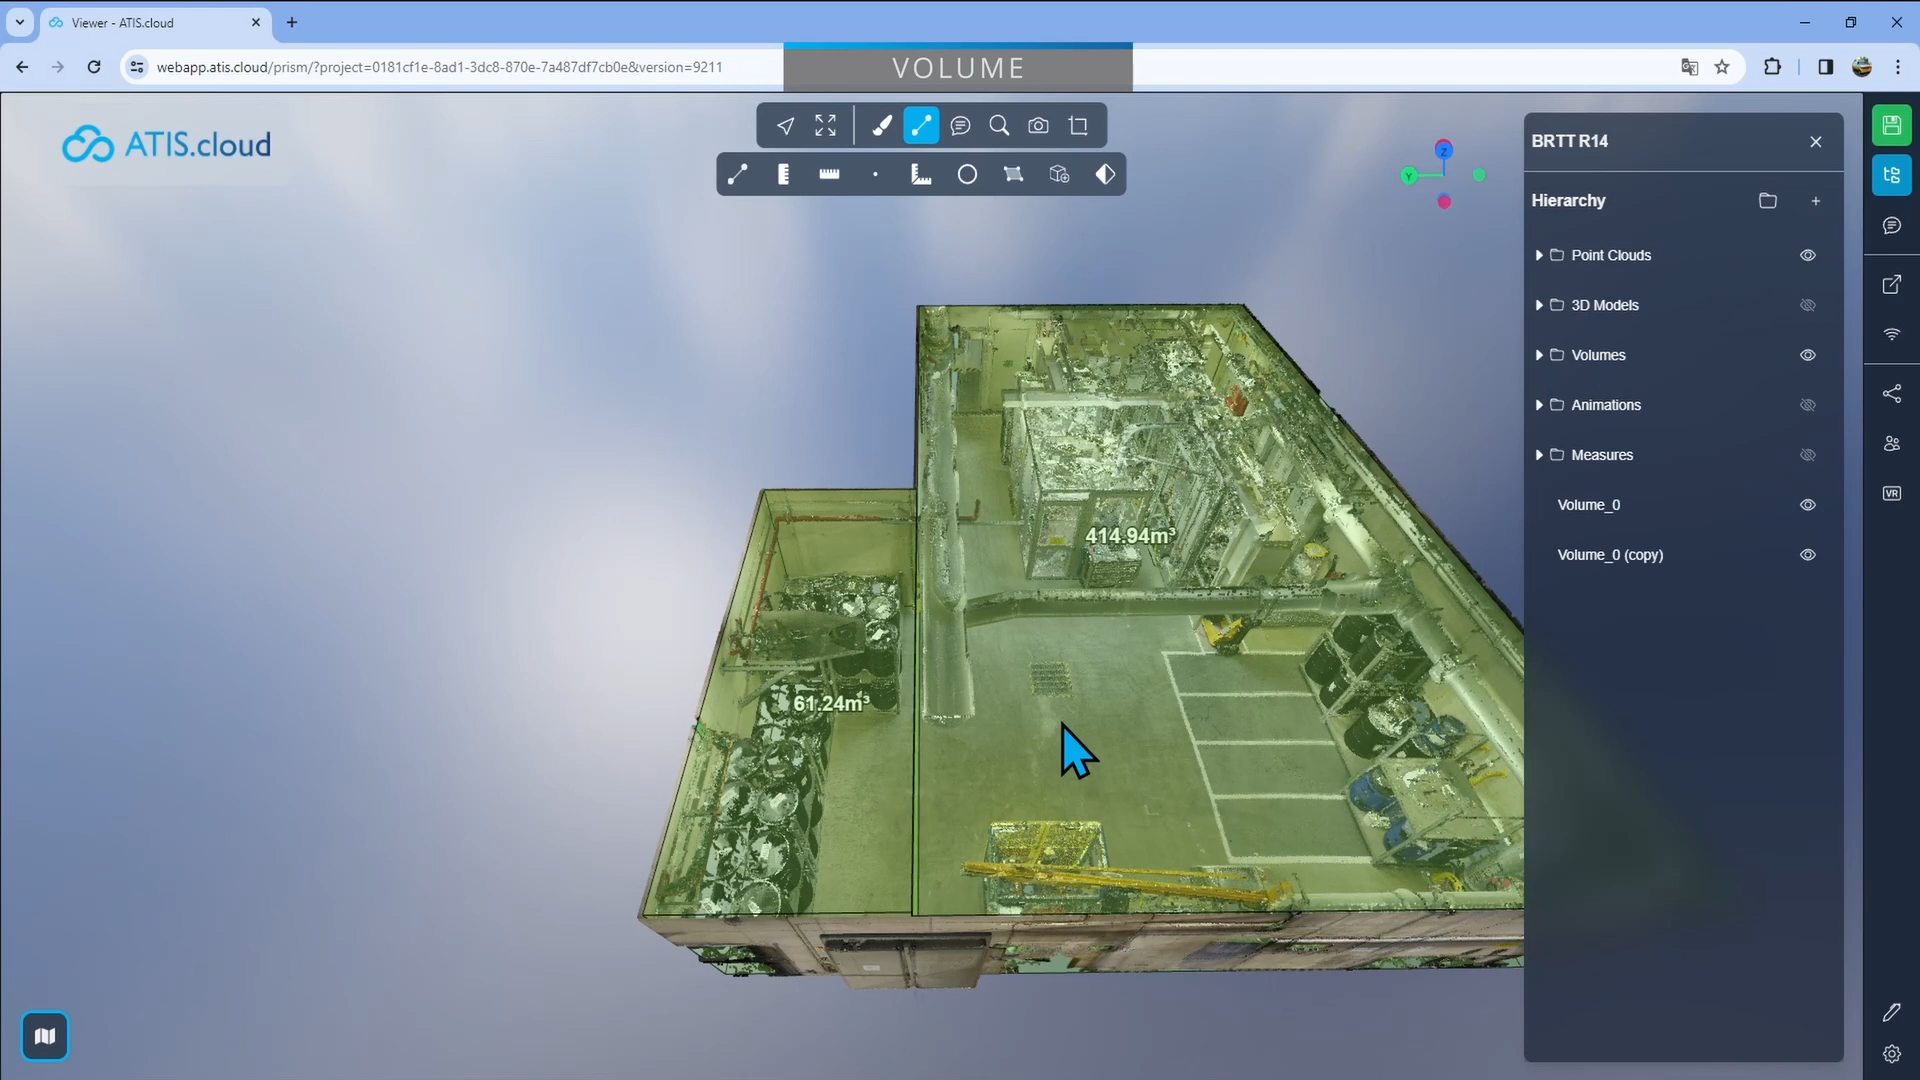 Viewer - ATIS.cloud
webapp.atis.cloud/prism/?project=0181cf1e-8ad1-3dc8-870e-7a487df7cb0e&version=9211
VOLUME
ATIS.cloud
Z
Y
BRTT R14
Hierarchy
Point Clouds
3D Models
Volumes
Animations
Measures
Volume_0
Volume_0 (copy)
VR
414.94m³
61.24m³